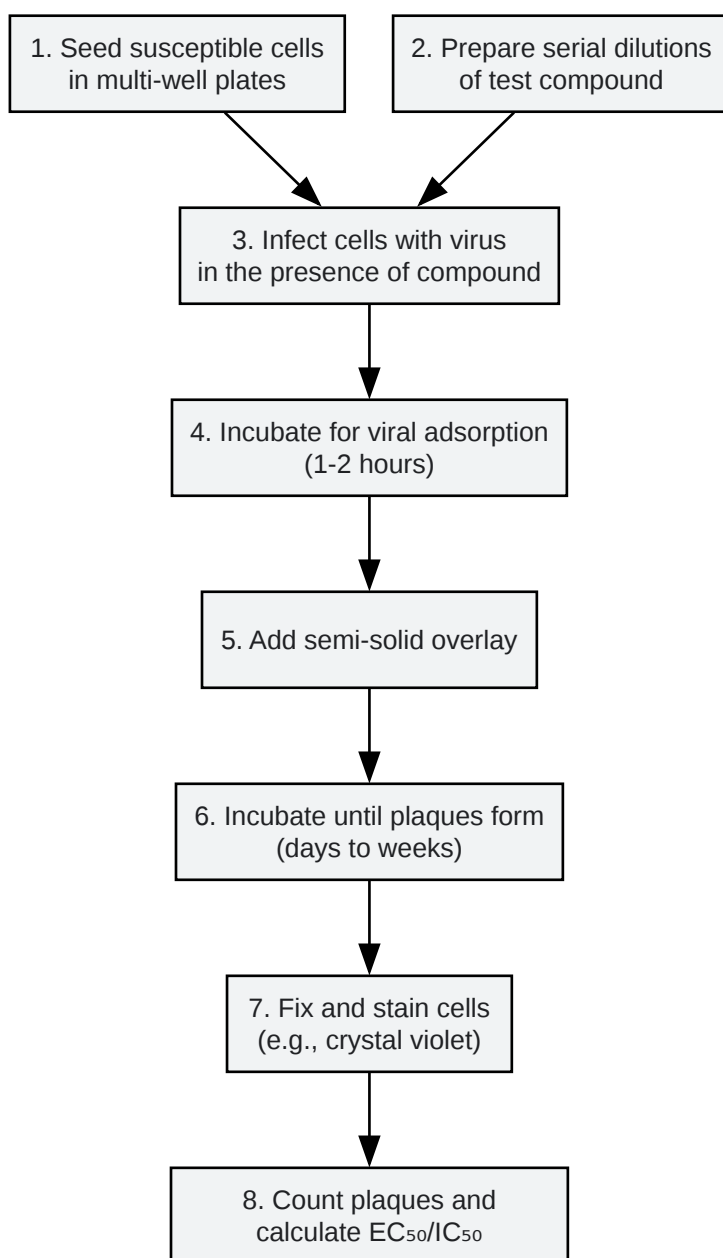 1. Seed susceptible cells
in multi-well plates
2. Prepare serial dilutions
of test compound
3. Infect cells with virus
in the presence of compound
4. Incubate for viral adsorption
(1-2 hours)
5. Add semi-solid overlay
6. Incubate until plaques form
(days to weeks)
7. Fix and stain cells
(e.g., crystal violet)
8. Count plaques and
calculate EC₅₀/IC₅₀